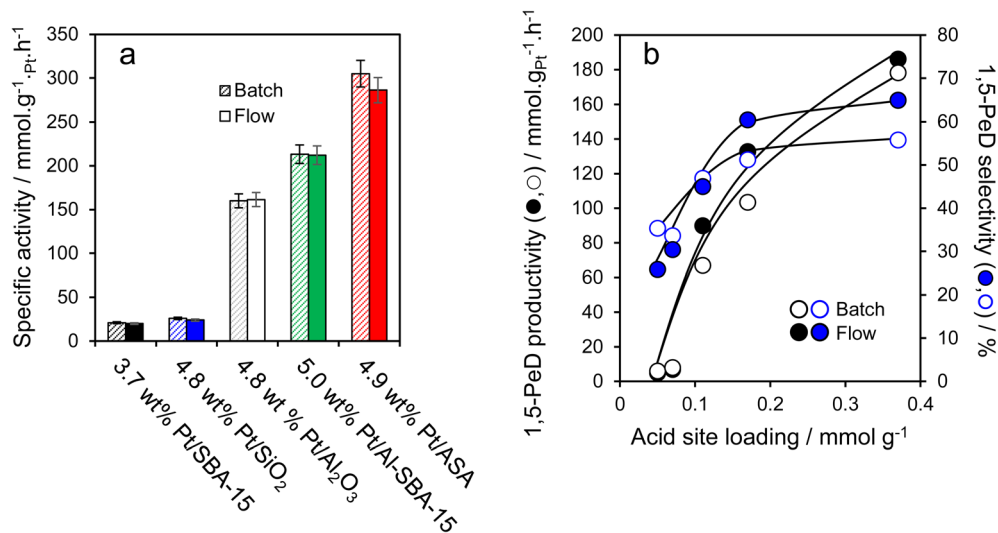 a
Specific activity / mmol.g⁻¹.Pt.h⁻¹
350
300
250
200
150
100
50
0
Batch
Flow
3.7 wt% Pt/SBA-15
4.8 wt% Pt/SiO₂
4.8 wt % Pt/Al₂O₃
5.0 wt% Pt/Al-SBA-15
4.9 wt% Pt/ASA
b
1,5-PeD productivity (●,○) / mmol.gPt⁻¹.h⁻¹
200
180
160
140
120
100
80
60
40
20
0
80
70
60
50
40
30
20
10
0
1,5-PeD selectivity (●,○) / %
Batch
Flow
0
0.1
0.2
0.3
0.4
Acid site loading / mmol g⁻¹